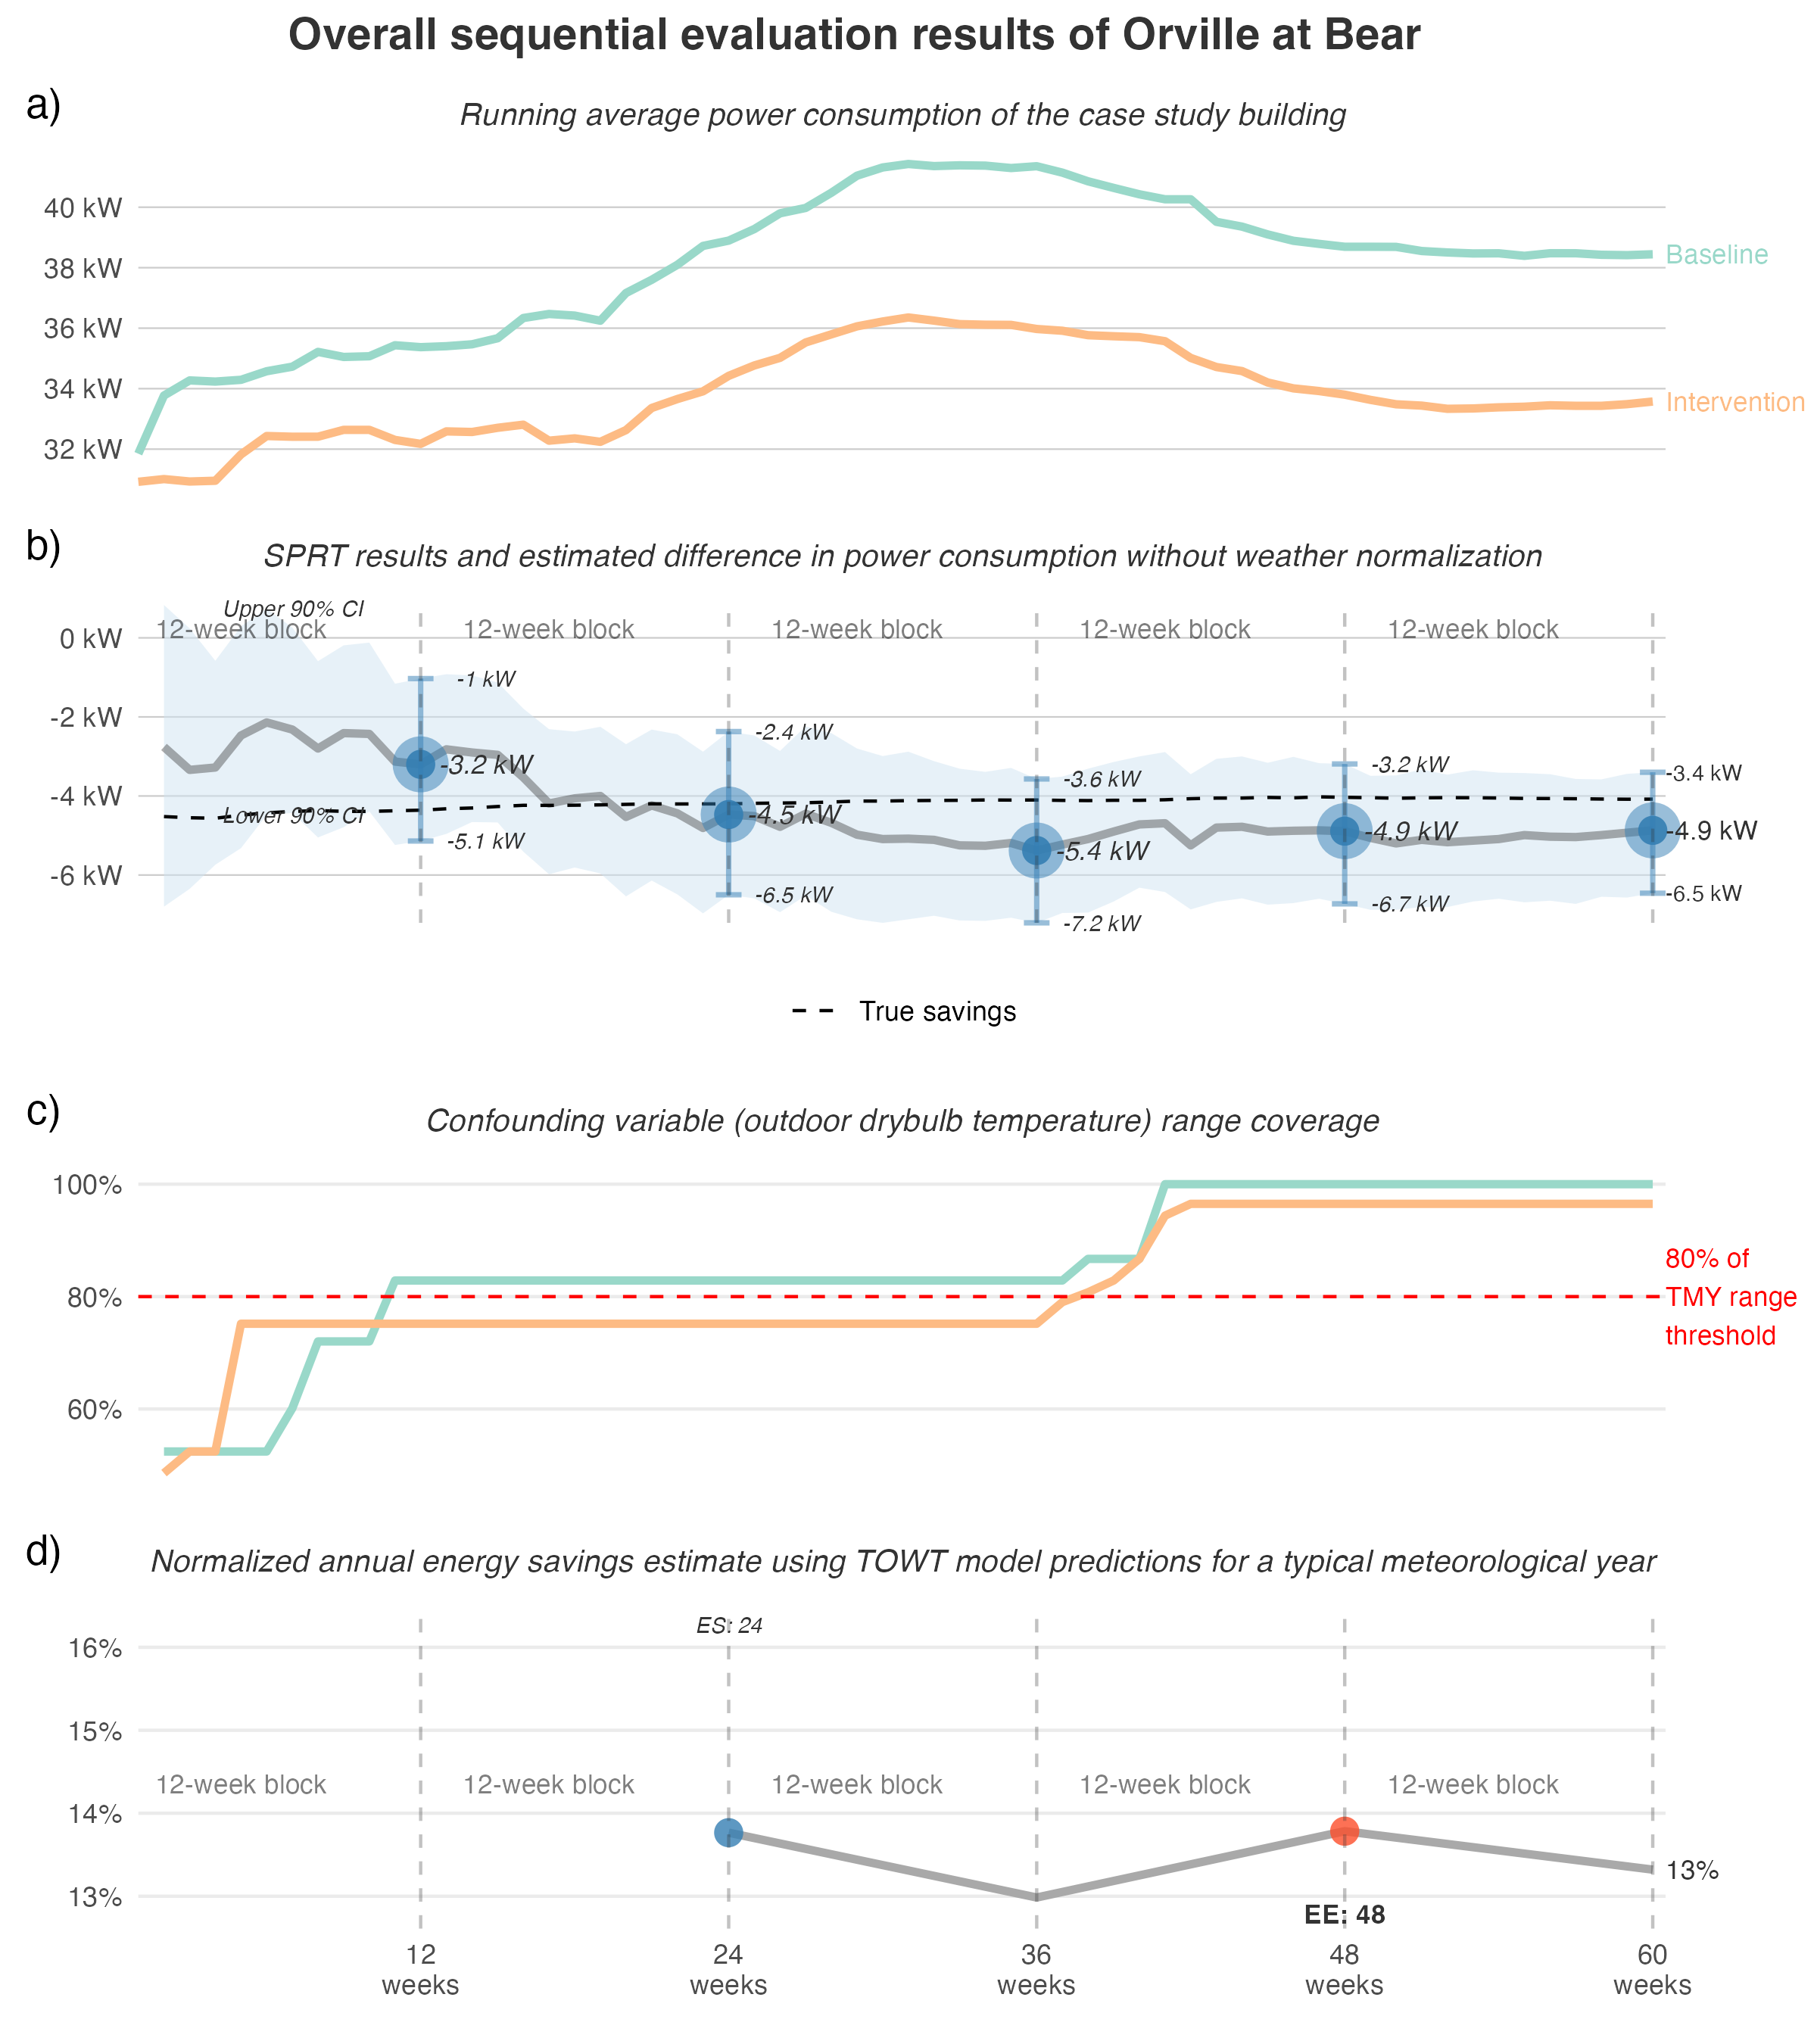 Overall sequential evaluation results of Orville at Bear
a)
Running average power consumption of the case study building
40 kW
38 kW
36 kW
34 kW
32 kW
Baseline
Intervention
b)
SPRT results and estimated difference in power consumption without weather normalization
Upper 90% CI
12-week block 12-week block 12-week block 12-week block 12-week block
0 kW
-2 kW
-4 kW
-6 kW
-1 kW
-2.4 kW
-3.6 kW
-3.2 kW
-3.4 kW
-3.2 kW
-4.5 kW
-5.4 kW
-4.9 kW
-4.9 kW
Lower 90% CI
-5.1 kW
-6.5 kW
-7.2 kW
-6.7 kW
-6.5 kW
True savings
c)
Confounding variable (outdoor drybulb temperature) range coverage
100%
80%
60%
80% of
TMY range
threshold
d)
Normalized annual energy savings estimate using TOWT model predictions for a typical meteorological year
ES: 24
16%
15%
12-week block 12-week block 12-week block 12-week block 12-week block
14%
13%
13%
EE: 48
12
weeks
24
weeks
36
weeks
48
weeks
60
weeks